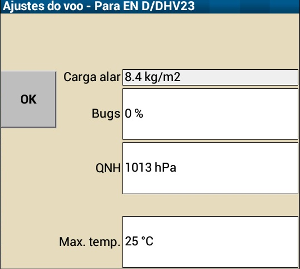 Ajustes do voo - Para EN D/DHV23
Carga alar 8.4 kg/m2
OK
Bugs 0 %
QNH 1013 hPa
Max. temp. 25 °C